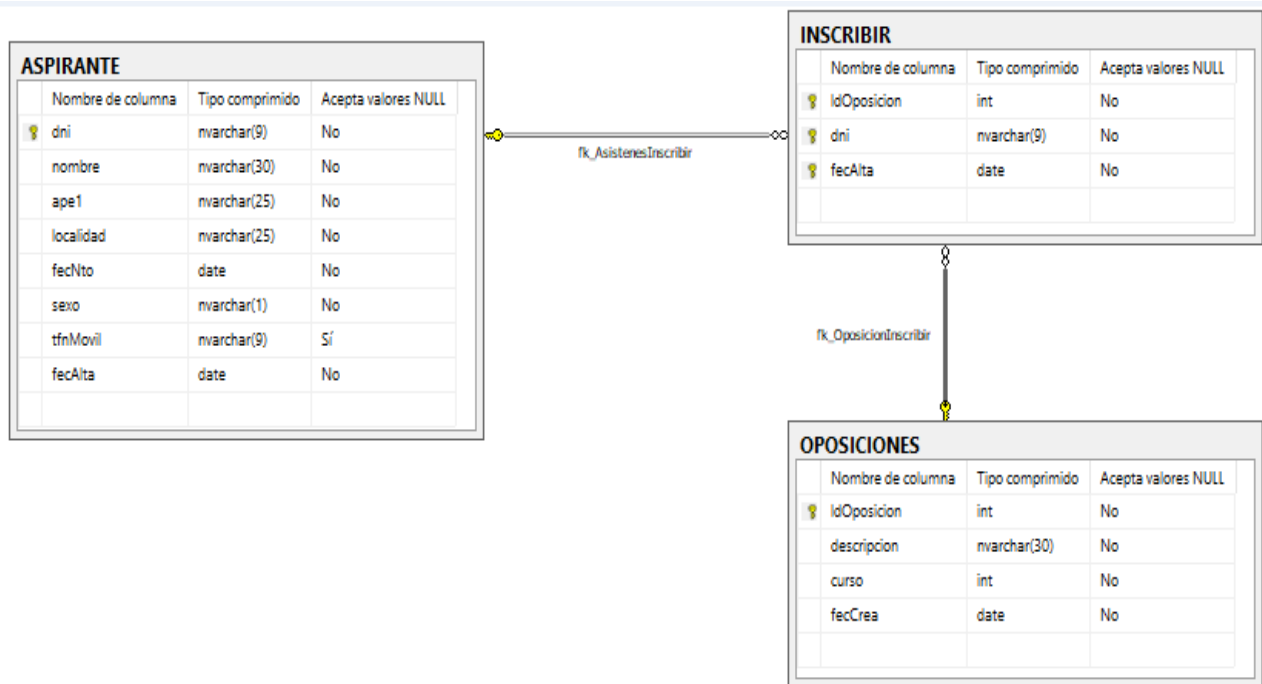 ASPIRANTE
Nombre de columna Tipo comprimido Acepta valores NULL
dni nvarchar(9) No
nombre nvarchar(30) No
ape1 nvarchar(25) No
localidad nvarchar(25) No
fecNto date No
sexo nvarchar(1) No
tfnMovil nvarchar(9) Sí
fecAlta date No
fk_AsistenesInscribir
INSCRIBIR
Nombre de columna Tipo comprimido Acepta valores NULL
IdOposicion int No
dni nvarchar(9) No
fecAlta date No
fk_OposicionInscribir
OPOSICIONES
Nombre de columna Tipo comprimido Acepta valores NULL
IdOposicion int No
descripcion nvarchar(30) No
curso int No
fecCrea date No